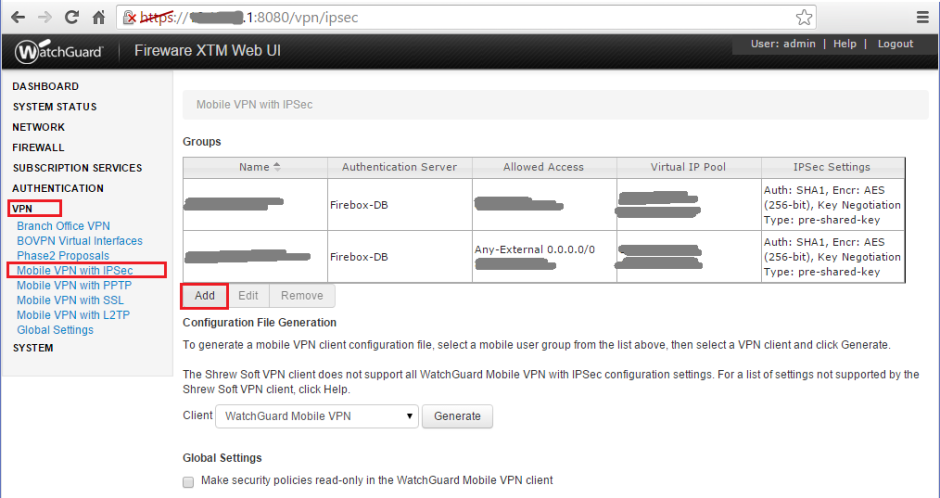 https://.1:8080/vpn/ipsec
WatchGuard Fireware XTM Web UI User: admin | Help | Logout
DASHBOARD
SYSTEM STATUS
NETWORK
FIREWALL
SUBSCRIPTION SERVICES
AUTHENTICATION
VPN
Branch Office VPN
BOVPN Virtual Interfaces
Phase2 Proposals
Mobile VPN with IPSec
Mobile VPN with PPTP
Mobile VPN with SSL
Mobile VPN with L2TP
Global Settings
SYSTEM
Mobile VPN with IPSec
Groups
Name Authentication Server Allowed Access Virtual IP Pool IPSec Settings
Firebox-DB
Auth: SHA1, Encr: AES
(256-bit), Key Negotiation
Type: pre-shared-key
Firebox-DB
Any-External 0.0.0.0/0
Auth: SHA1, Encr: AES
(256-bit), Key Negotiation
Type: pre-shared-key
Add Edit Remove
Configuration File Generation
To generate a mobile VPN client configuration file, select a mobile user group from the list above, then select a VPN client and click Generate.
The Shrew Soft VPN client does not support all WatchGuard Mobile VPN with IPSec configuration settings. For a list of settings not supported by the
Shrew Soft VPN client, click Help.
Client WatchGuard Mobile VPN Generate
Global Settings
Make security policies read-only in the WatchGuard Mobile VPN client